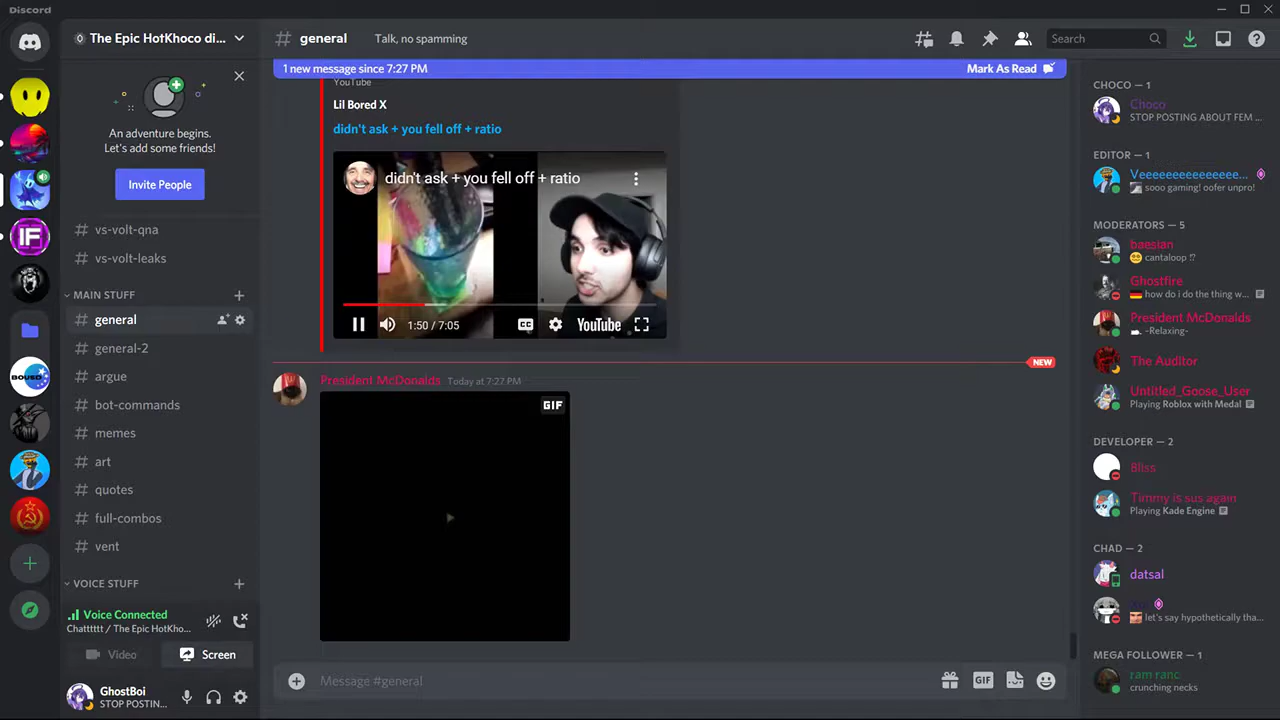 Discord
The Epic HotKhoco di...
general
Talk, no spamming
Search
An adventure begins.
Let's add some friends!
Invite People
vs-volt-qna
vs-volt-leaks
MAIN STUFF
general
general-2
argue
bot-commands
memes
art
quotes
full-combos
vent
VOICE STUFF
Voice Connected
Chatttttt / The Epic HotKho...
Video
Screen
GhostBoi
STOP POSTIN...
1 new message since 7:27 PM
Mark As Read
YouTube
Lil Bored X
didn't ask + you fell off + ratio
didn't ask + you fell off + ratio
1:50 / 7:05
CC
YouTube
NEW
President McDonalds Today at 7:27 PM
GIF
Message #general
GIF
CHOCO — 1
Choco
STOP POSTING ABOUT FEM ...
EDITOR — 1
Veeeeeeeeeeeeeee...
sooo gaming! oofer unpro!
MODERATORS — 5
baesian
cantaloop !?
Ghostfire
how do i do the thing w...
President McDonalds
-Relaxing-
The Auditor
Untitled_Goose_User
Playing Roblox with Medal
DEVELOPER — 2
Bliss
Timmy is sus again
Playing Kade Engine
CHAD — 2
datsal
let's say hypothetically tha...
MEGA FOLLOWER — 1
ram ranc
crunching necks
IF
BOUSD